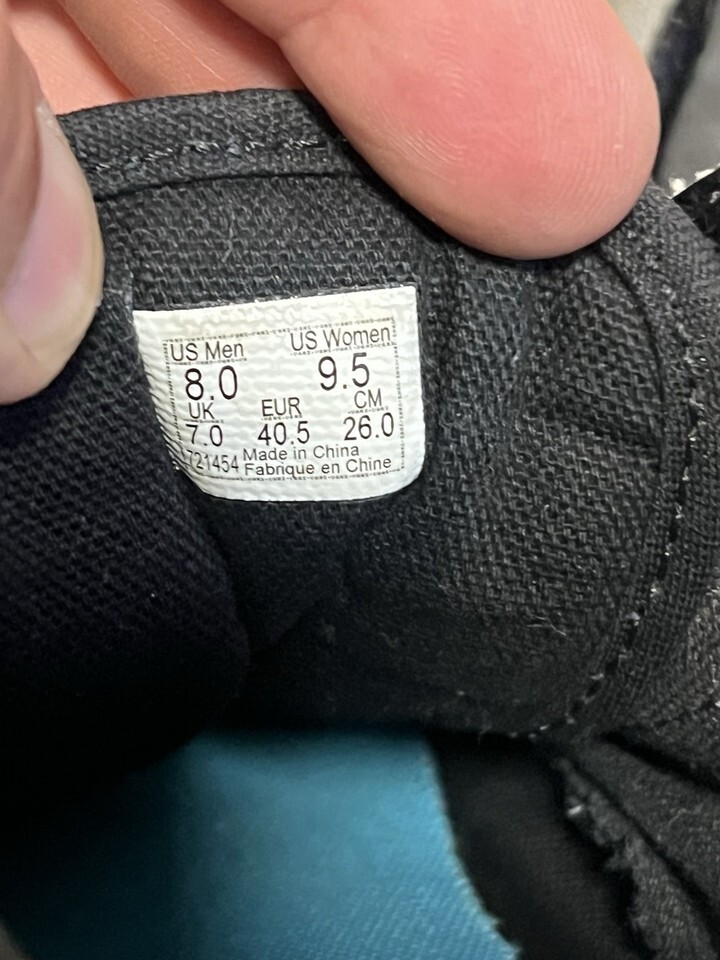 US Men US Women
8.0 9.5
UK EUR CM
7.0 40.5 26.0
721454 Made in China
Fabrique en Chine